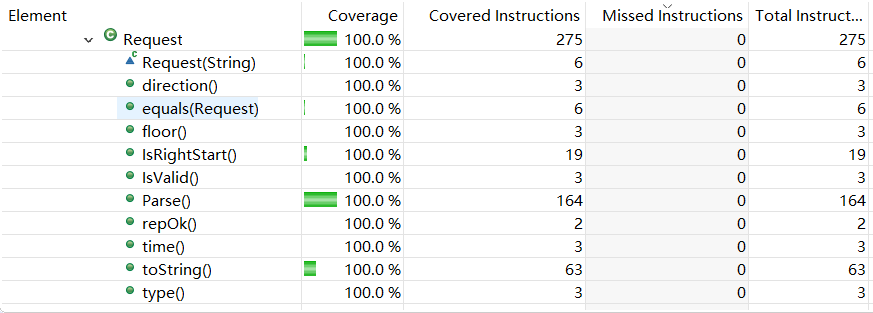 Element Coverage Covered Instructions Missed Instructions Total Instruct...
C Request 100.0 % 275 0 275
C Request(String) 100.0 % 6 0 6
direction() 100.0 % 3 0 3
equals(Request) 100.0 % 6 0 6
floor() 100.0 % 3 0 3
IsRightStart() 100.0 % 19 0 19
IsValid() 100.0 % 3 0 3
Parse() 100.0 % 164 0 164
repOk() 100.0 % 2 0 2
time() 100.0 % 3 0 3
toString() 100.0 % 63 0 63
type() 100.0 % 3 0 3